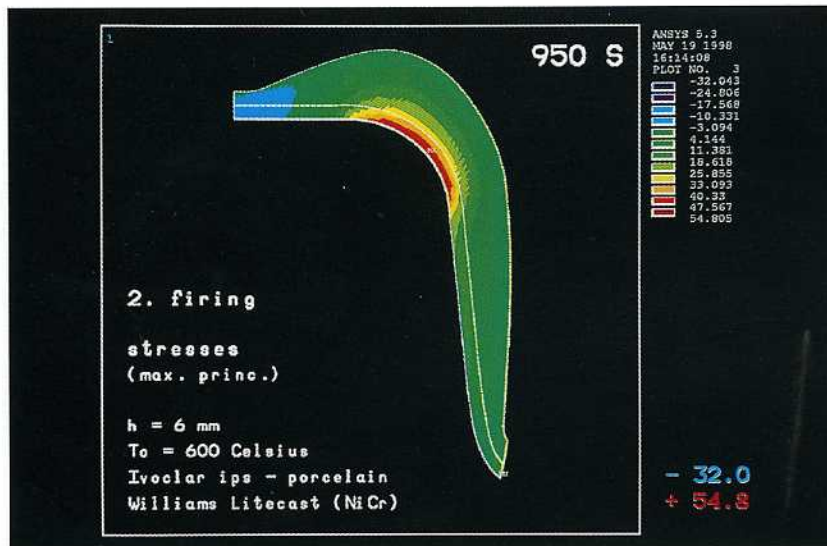 1
950 S
ANSYS 5.3
MAY 19 1998
16:14:08
PLOT NO. 3
-32.043
-24.806
-17.568
-10.331
-3.094
4.144
11.381
18.618
25.855
33.093
40.33
47.567
54.805
2. firing
stresses
(max. princ.)
h = 6 mm
To = 600 Celsius
Ivoclar ips - porcelain
Williams Litecast (NiCr)
- 32.0
+ 54.8